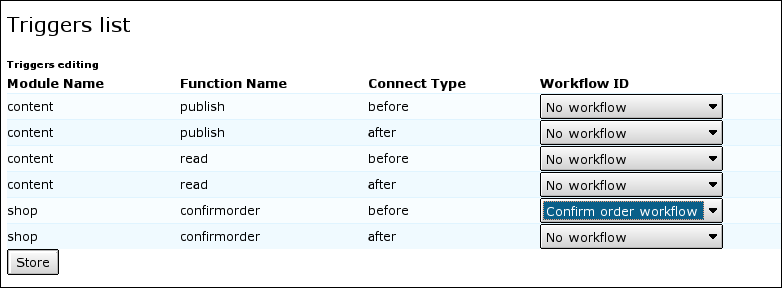 Triggers list
Triggers editing
Module Name Function Name Connect Type Workflow ID
content publish before No workflow
content publish after No workflow
content read before No workflow
content read after No workflow
shop confirmorder before Confirm order workflow
shop confirmorder after No workflow
Store